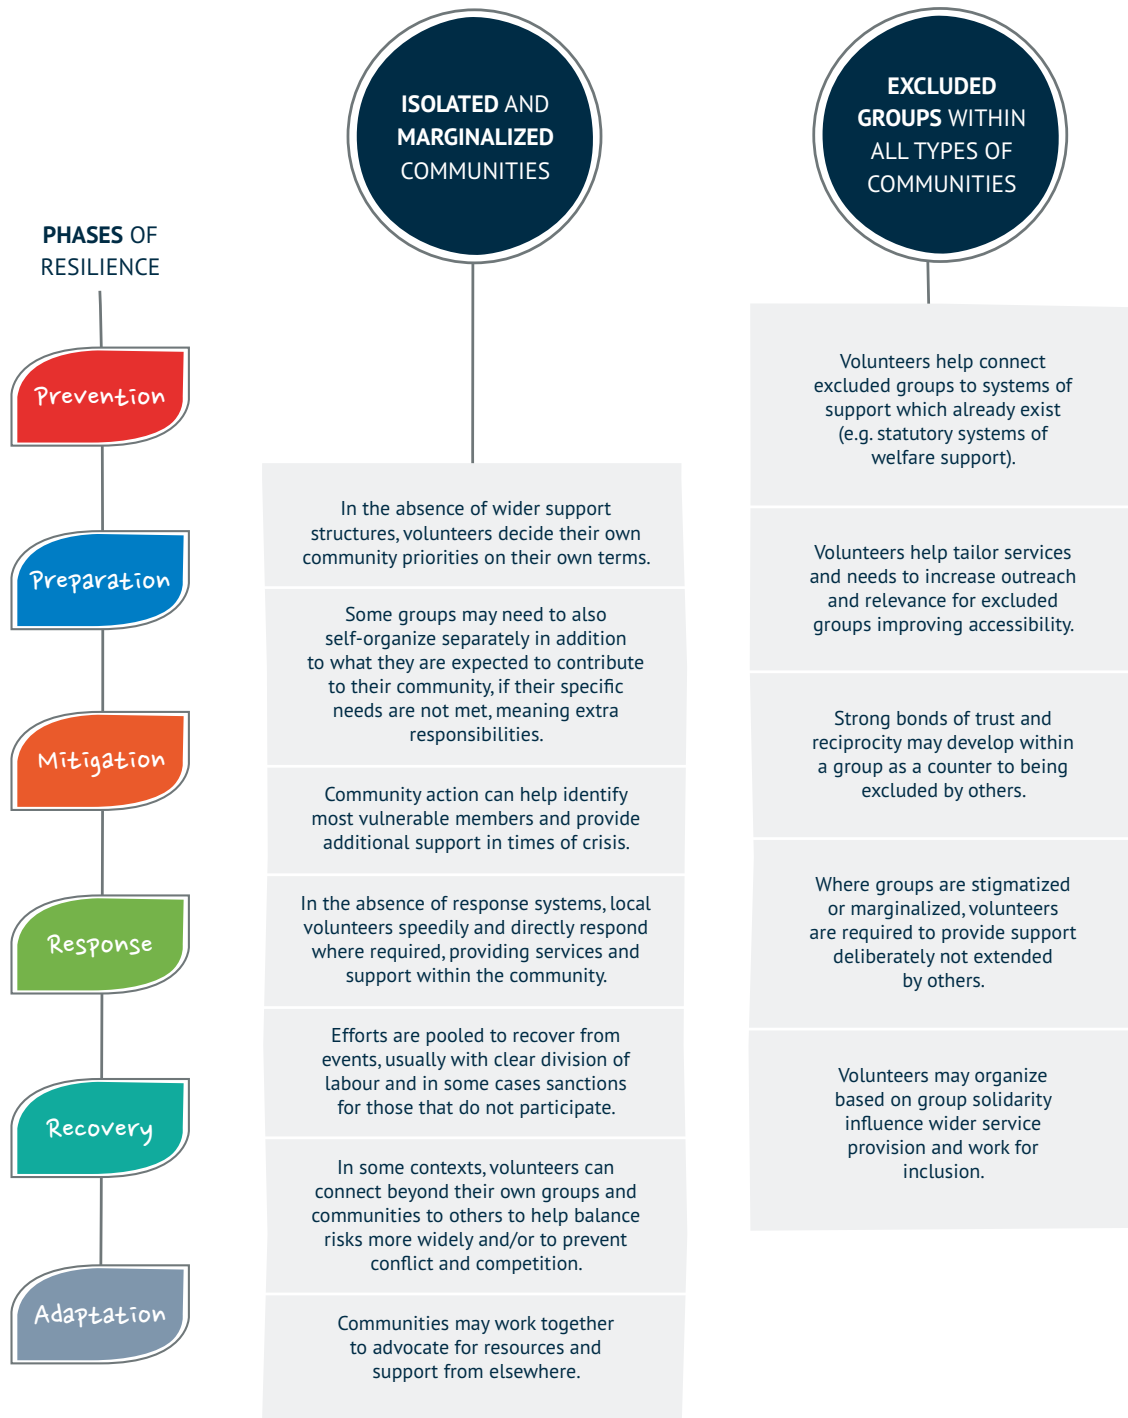 ISOLATED AND
MARGINALIZED
COMMUNITIES
EXCLUDED
GROUPS WITHIN
ALL TYPES OF
COMMUNITIES
PHASES OF
RESILIENCE
Prevention
Preparation
Mitigation
Response
Recovery
Adaptation
In the absence of wider support
structures, volunteers decide their own
community priorities on their own terms.
Some groups may need to also
self-organize separately in addition
to what they are expected to contribute
to their community, if their specific
needs are not met, meaning extra
responsibilities.
Community action can help identify
most vulnerable members and provide
additional support in times of crisis.
In the absence of response systems, local
volunteers speedily and directly respond
where required, providing services and
support within the community.
Efforts are pooled to recover from
events, usually with clear division of
labour and in some cases sanctions
for those that do not participate.
In some contexts, volunteers can
connect beyond their own groups and
communities to others to help balance
risks more widely and/or to prevent
conflict and competition.
Communities may work together
to advocate for resources and
support from elsewhere.
Volunteers help connect
excluded groups to systems of
support which already exist
(e.g. statutory systems of
welfare support).
Volunteers help tailor services
and needs to increase outreach
and relevance for excluded
groups improving accessibility.
Strong bonds of trust and
reciprocity may develop within
a group as a counter to being
excluded by others.
Where groups are stigmatized
or marginalized, volunteers
are required to provide support
deliberately not extended
by others.
Volunteers may organize
based on group solidarity
influence wider service
provision and work for
inclusion.